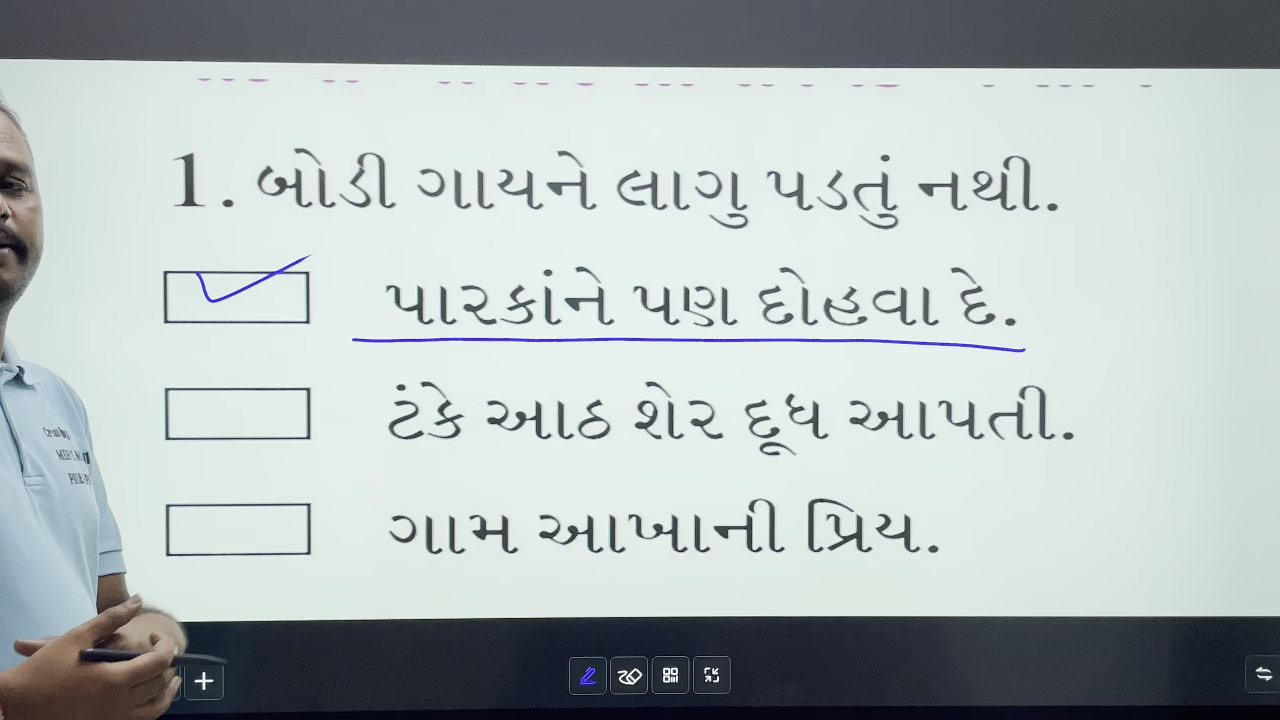 1. બોડી ગાયને લાગુ પડતું નથી.
પારકાંને પણ દોહવા દે.
ટંકે આઠ શેર દૂધ આપતી.
ગામ આખાની પ્રિય.